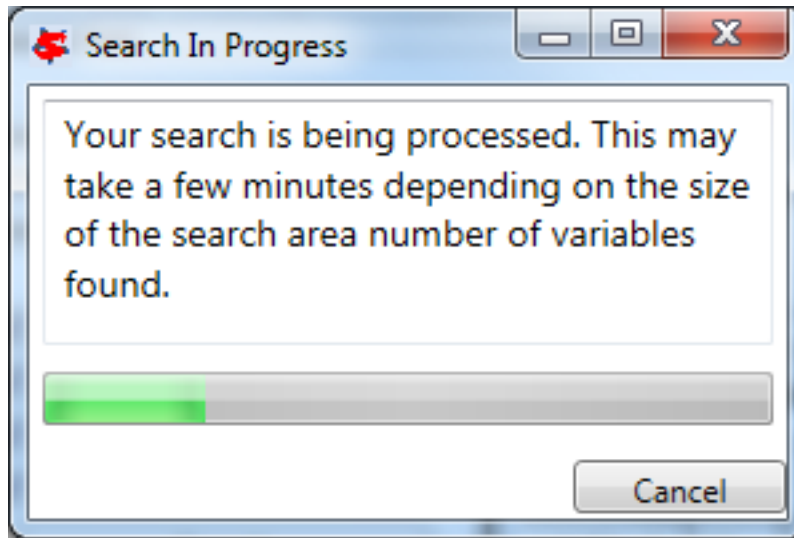 Search In Progress
Your search is being processed. This may
take a few minutes depending on the size
of the search area number of variables
found.
Cancel